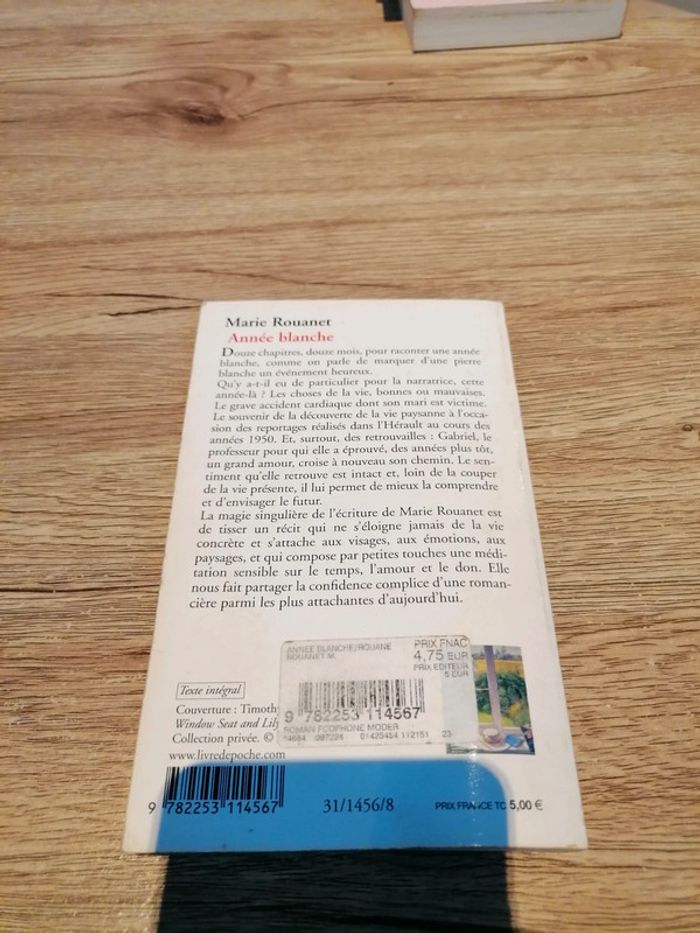 Marie Rouanet
Année blanche
Douze chapitres, douze mois, pour raconter une année
blanche, comme on parle de marquer d'une pierre
blanche un événement heureux.
Qu'y a-t-il eu de particulier pour la narratrice, cette
année-là ? Les choses de la vie, bonnes ou mauvaises.
Le grave accident cardiaque dont son mari est victime.
Le souvenir de la découverte de la vie paysanne à l'occa-
sion des reportages réalisés dans l'Hérault au cours des
années 1950. Et, surtout, des retrouvailles : Gabriel, le
professeur pour qui elle a éprouvé, des années plus tôt,
un grand amour, croise à nouveau son chemin. Le sen-
timent qu'elle retrouve est intact et, loin de la couper
de la vie présente, il lui permet de mieux la comprendre
et d'envisager le futur.
La magie singulière de l'écriture de Marie Rouanet est
de tisser un récit qui ne s'éloigne jamais de la vie
concrète et s'attache aux visages, aux émotions, aux
paysages, et qui compose par petites touches une médi-
tation sensible sur le temps, l'amour et le don. Elle
nous fait partager la confidence complice d'une roman-
cière parmi les plus attachantes d'aujourd'hui.
ANNEE BLANCHE/ROUANE
ROUANET M.
PRIX FNAC
4,75 EUR
PRIX EDITEUR
5 EUR
9 782253 114567
ROMAN FCOPHONE MODER
01425454 112151 23
Texte intégral
Couverture : Timothy
Window Seat and Lily
Collection privée. ©
www.livredepoche.com
9 782253 114567
31/1456/8
PRIX FRANCE TC 5,00 €